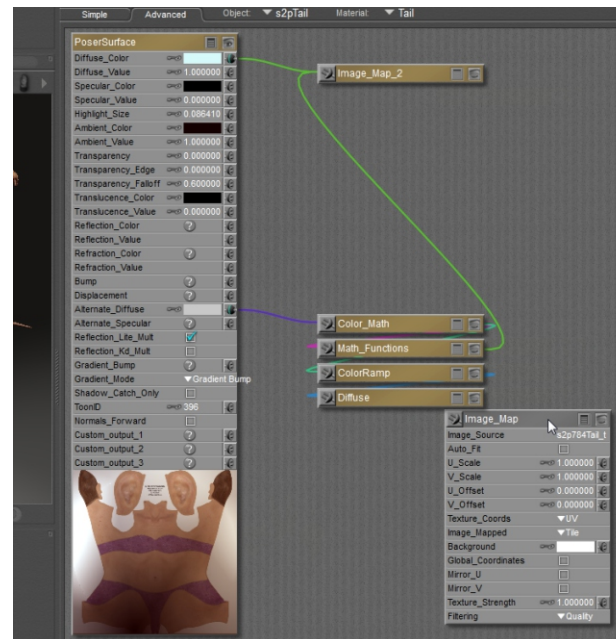 Simple Advanced Object: s2pTail Material: Tail
PoserSurface
Diffuse_Color
Diffuse_Value 1.000000
Specular_Color
Specular_Value 0.000000
Highlight_Size 0.086410
Ambient_Color
Ambient_Value 1.000000
Transparency 0.000000
Transparency_Edge 0.000000
Transparency_Falloff 0.600000
Translucence_Color
Translucence_Value 0.000000
Reflection_Color ?
Reflection_Value
Refraction_Color ?
Refraction_Value
Bump ?
Displacement ?
Alternate_Diffuse
Alternate_Specular ?
Reflection_Lite_Mult
Reflection_Kd_Mult
Gradient_Bump ?
Gradient_Mode Gradient Bump
Shadow_Catch_Only
ToonID 396
Normals_Forward
Custom_output_1 ?
Custom_output_2 ?
Custom_output_3 ?
Image_Map_2
Color_Math
Math_Functions
ColorRamp
Diffuse
Image_Map
Image_Source s2p784Tail_t
Auto_Fit
U_Scale 1.000000
V_Scale 1.000000
U_Offset 0.000000
V_Offset 0.000000
Texture_Coords UV
Image_Mapped Tile
Background
Global_Coordinates
Mirror_U
Mirror_V
Texture_Strength 1.000000
Filtering Quality